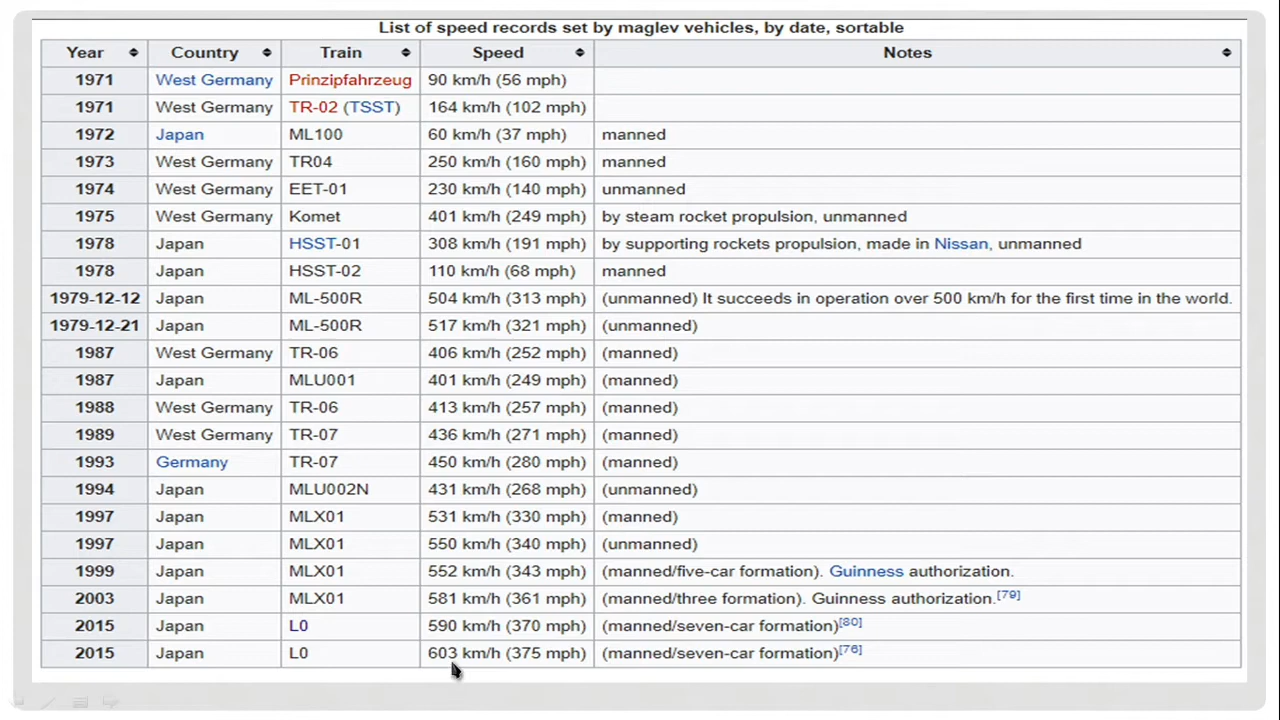 List of speed records set by maglev vehicles, by date, sortable
Year Country Train Speed Notes
1971 West Germany Prinzipfahrzeug 90 km/h (56 mph)
1971 West Germany TR-02 (TSST) 164 km/h (102 mph)
1972 Japan ML100 60 km/h (37 mph) manned
1973 West Germany TR04 250 km/h (160 mph) manned
1974 West Germany EET-01 230 km/h (140 mph) unmanned
1975 West Germany Komet 401 km/h (249 mph) by steam rocket propulsion, unmanned
1978 Japan HSST-01 308 km/h (191 mph) by supporting rockets propulsion, made in Nissan, unmanned
1978 Japan HSST-02 110 km/h (68 mph) manned
1979-12-12 Japan ML-500R 504 km/h (313 mph) (unmanned) It succeeds in operation over 500 km/h for the first time in the world.
1979-12-21 Japan ML-500R 517 km/h (321 mph) (unmanned)
1987 West Germany TR-06 406 km/h (252 mph) (manned)
1987 Japan MLU001 401 km/h (249 mph) (manned)
1988 West Germany TR-06 413 km/h (257 mph) (manned)
1989 West Germany TR-07 436 km/h (271 mph) (manned)
1993 Germany TR-07 450 km/h (280 mph) (manned)
1994 Japan MLU002N 431 km/h (268 mph) (unmanned)
1997 Japan MLX01 531 km/h (330 mph) (manned)
1997 Japan MLX01 550 km/h (340 mph) (unmanned)
1999 Japan MLX01 552 km/h (343 mph) (manned/five-car formation). Guinness authorization.
2003 Japan MLX01 581 km/h (361 mph) (manned/three formation). Guinness authorization.[79]
2015 Japan L0 590 km/h (370 mph) (manned/seven-car formation)[80]
2015 Japan L0 603 km/h (375 mph) (manned/seven-car formation)[76]